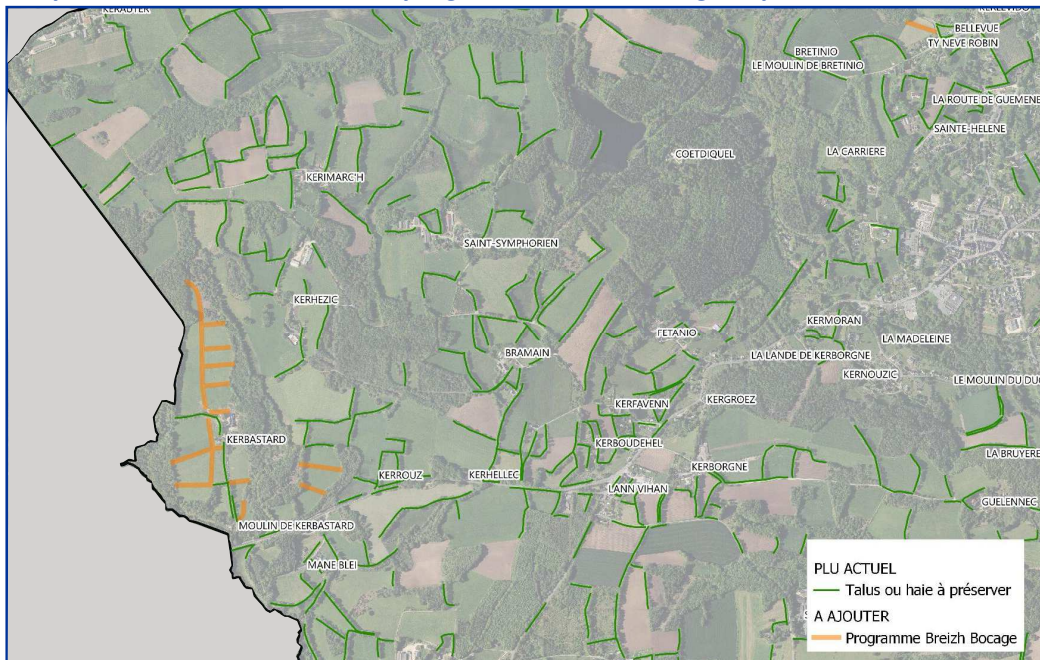 BELLEVUE
TY NEVE ROBIN
BRETINIO
LE MOULIN DE BRETINIO
LA ROUTE DE GUEMENE
SAINTE-HELENE
LA CARRIERE
COETDIQUEL
KERIMARC'H
SAINT-SYMPHORIEN
KERHEZIC
KERMORAN
FETANIO
LA MADELEINE
BRAMAIN
LA LANDE DE KERBORGNE
KERNOUZIC
LE MOULIN DU DUC
KERFAVENN
KERGROEZ
KERBASTARD
KERBOUDEHEL
LA BRUYERE
KERROUZ
KERHELLEC
KERBORGNE
LANN VIHAN
GUELENNEC
MOULIN DE KERBASTARD
MANE BLEI
PLU ACTUEL
Talus ou haie à préserver
A AJOUTER
Programme Breizh Bocage